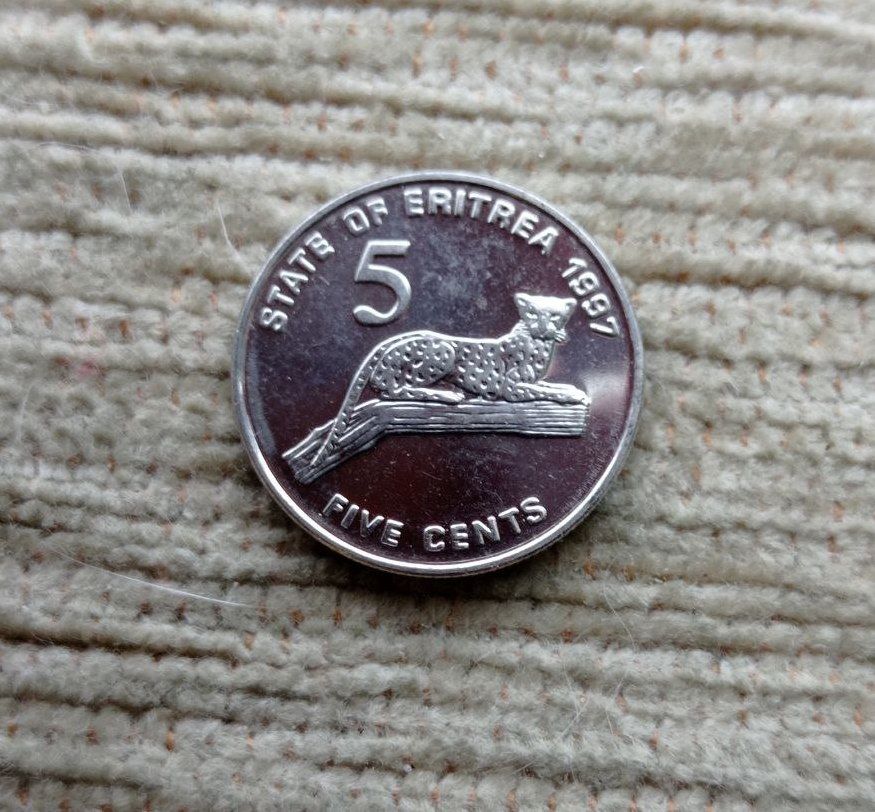 STATE OF ERITREA 1997
5
FIVE CENTS